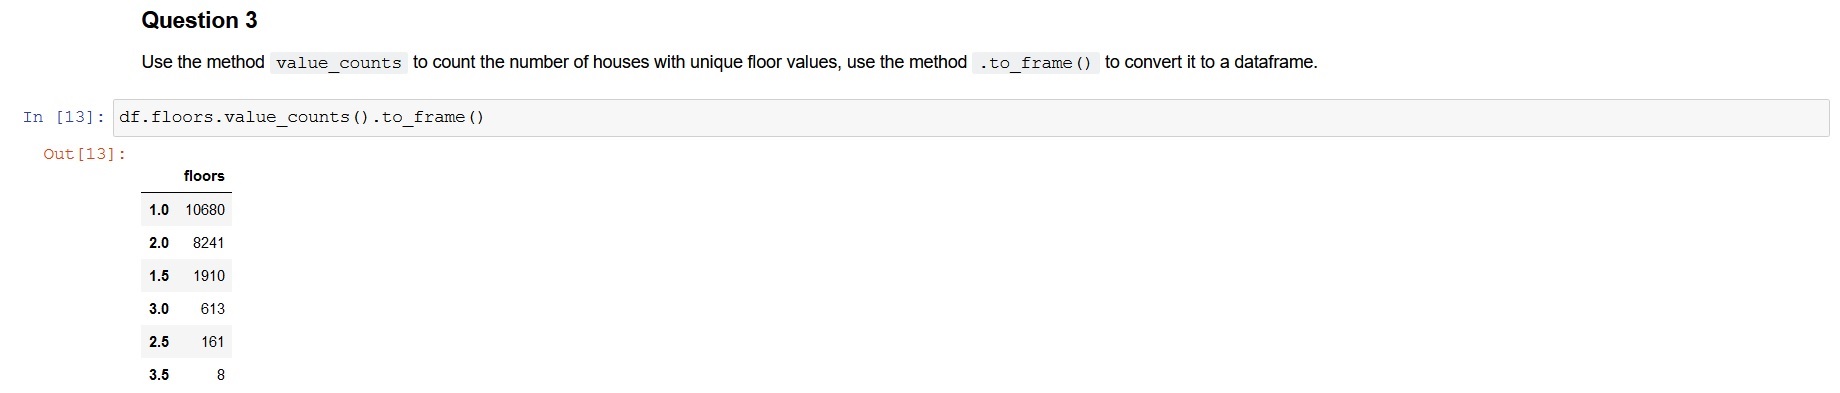 Question 3
Use the method value_counts to count the number of houses with unique floor values, use the method .to_frame() to convert it to a dataframe.
In [13]: df.floors.value_counts().to_frame()
Out[13]:
floors
1.0 10680
2.0 8241
1.5 1910
3.0 613
2.5 161
3.5 8